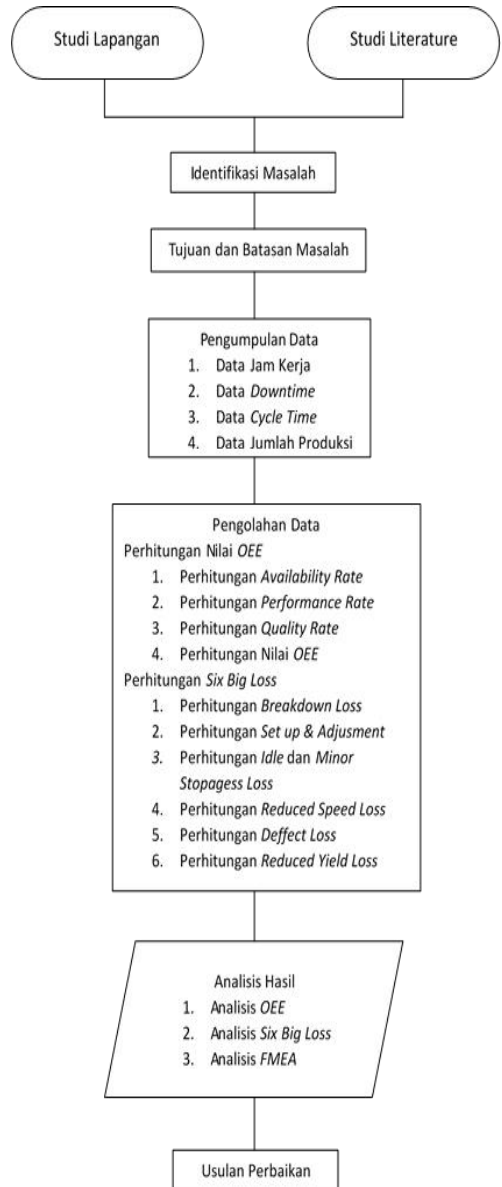 Studi Lapangan
Studi Literature
Identifikasi Masalah
Tujuan dan Batasan Masalah
Pengumpulan Data
1. Data Jam Kerja
2. Data Downtime
3. Data Cycle Time
4. Data Jumlah Produksi
Pengolahan Data
Perhitungan Nilai OEE
1. Perhitungan Availability Rate
2. Perhitungan Performance Rate
3. Perhitungan Quality Rate
4. Perhitungan Nilai OEE
Perhitungan Six Big Loss
1. Perhitungan Breakdown Loss
2. Perhitungan Set up & Adjusment
3. Perhitungan Idle dan Minor
Stopagess Loss
4. Perhitungan Reduced Speed Loss
5. Perhitungan Deffect Loss
6. Perhitungan Reduced Yield Loss
Analisis Hasil
1. Analisis OEE
2. Analisis Six Big Loss
3. Analisis FMEA
Usulan Perbaikan